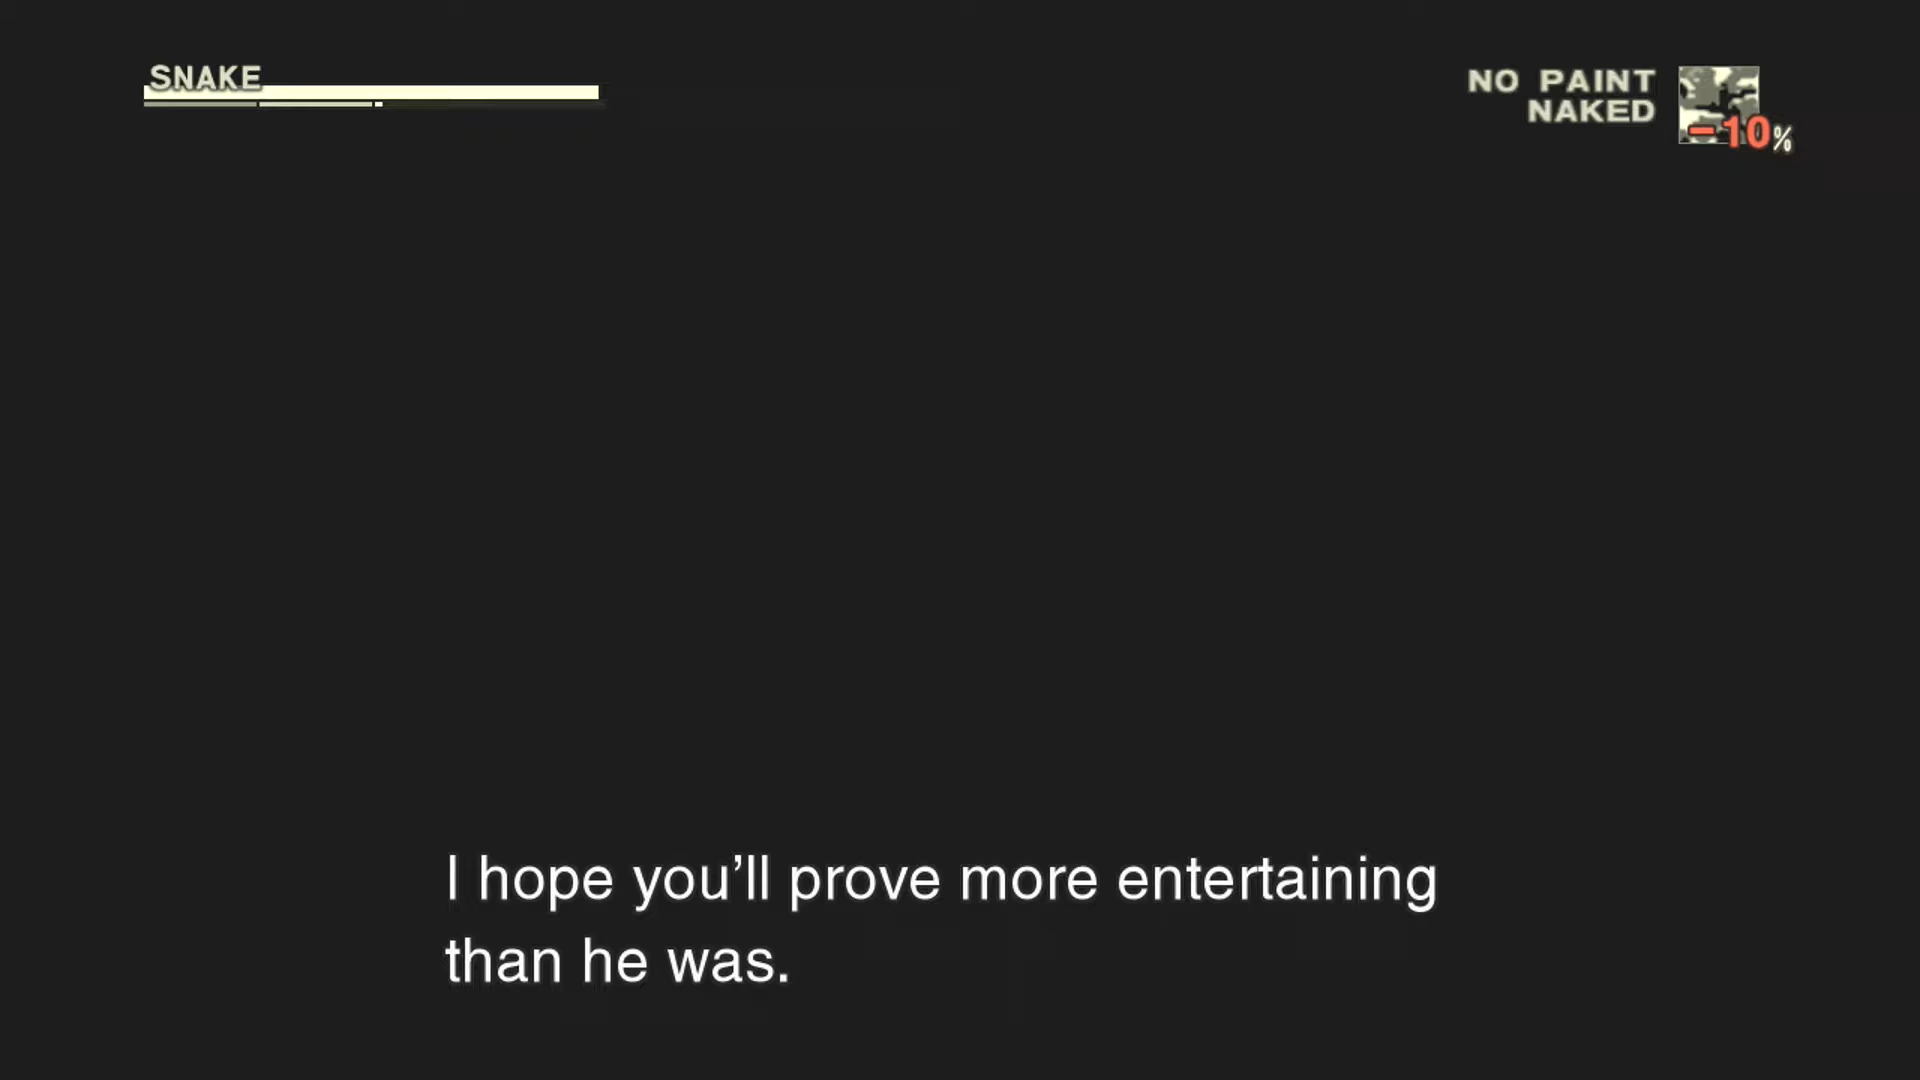 SNAKE
NO PAINT
NAKED
-10%
I hope you’ll prove more entertaining
than he was.